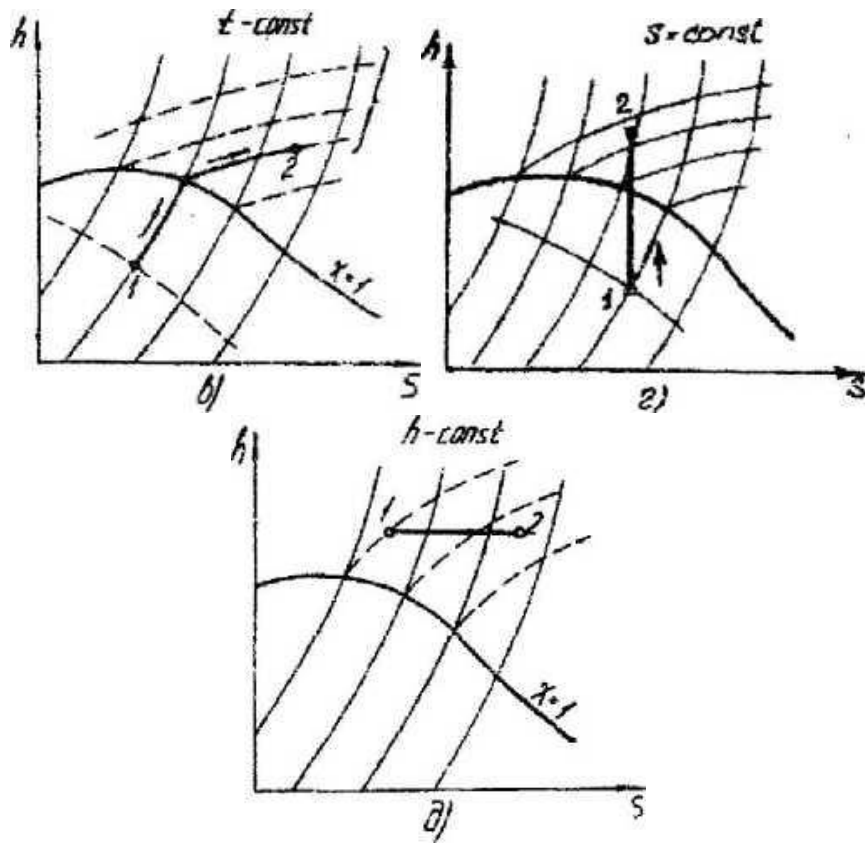 t-const
h
2
1
x=1
в)
S
s=const
h
2
1
г)
S
h-const
h
1
2
x=1
д)
S